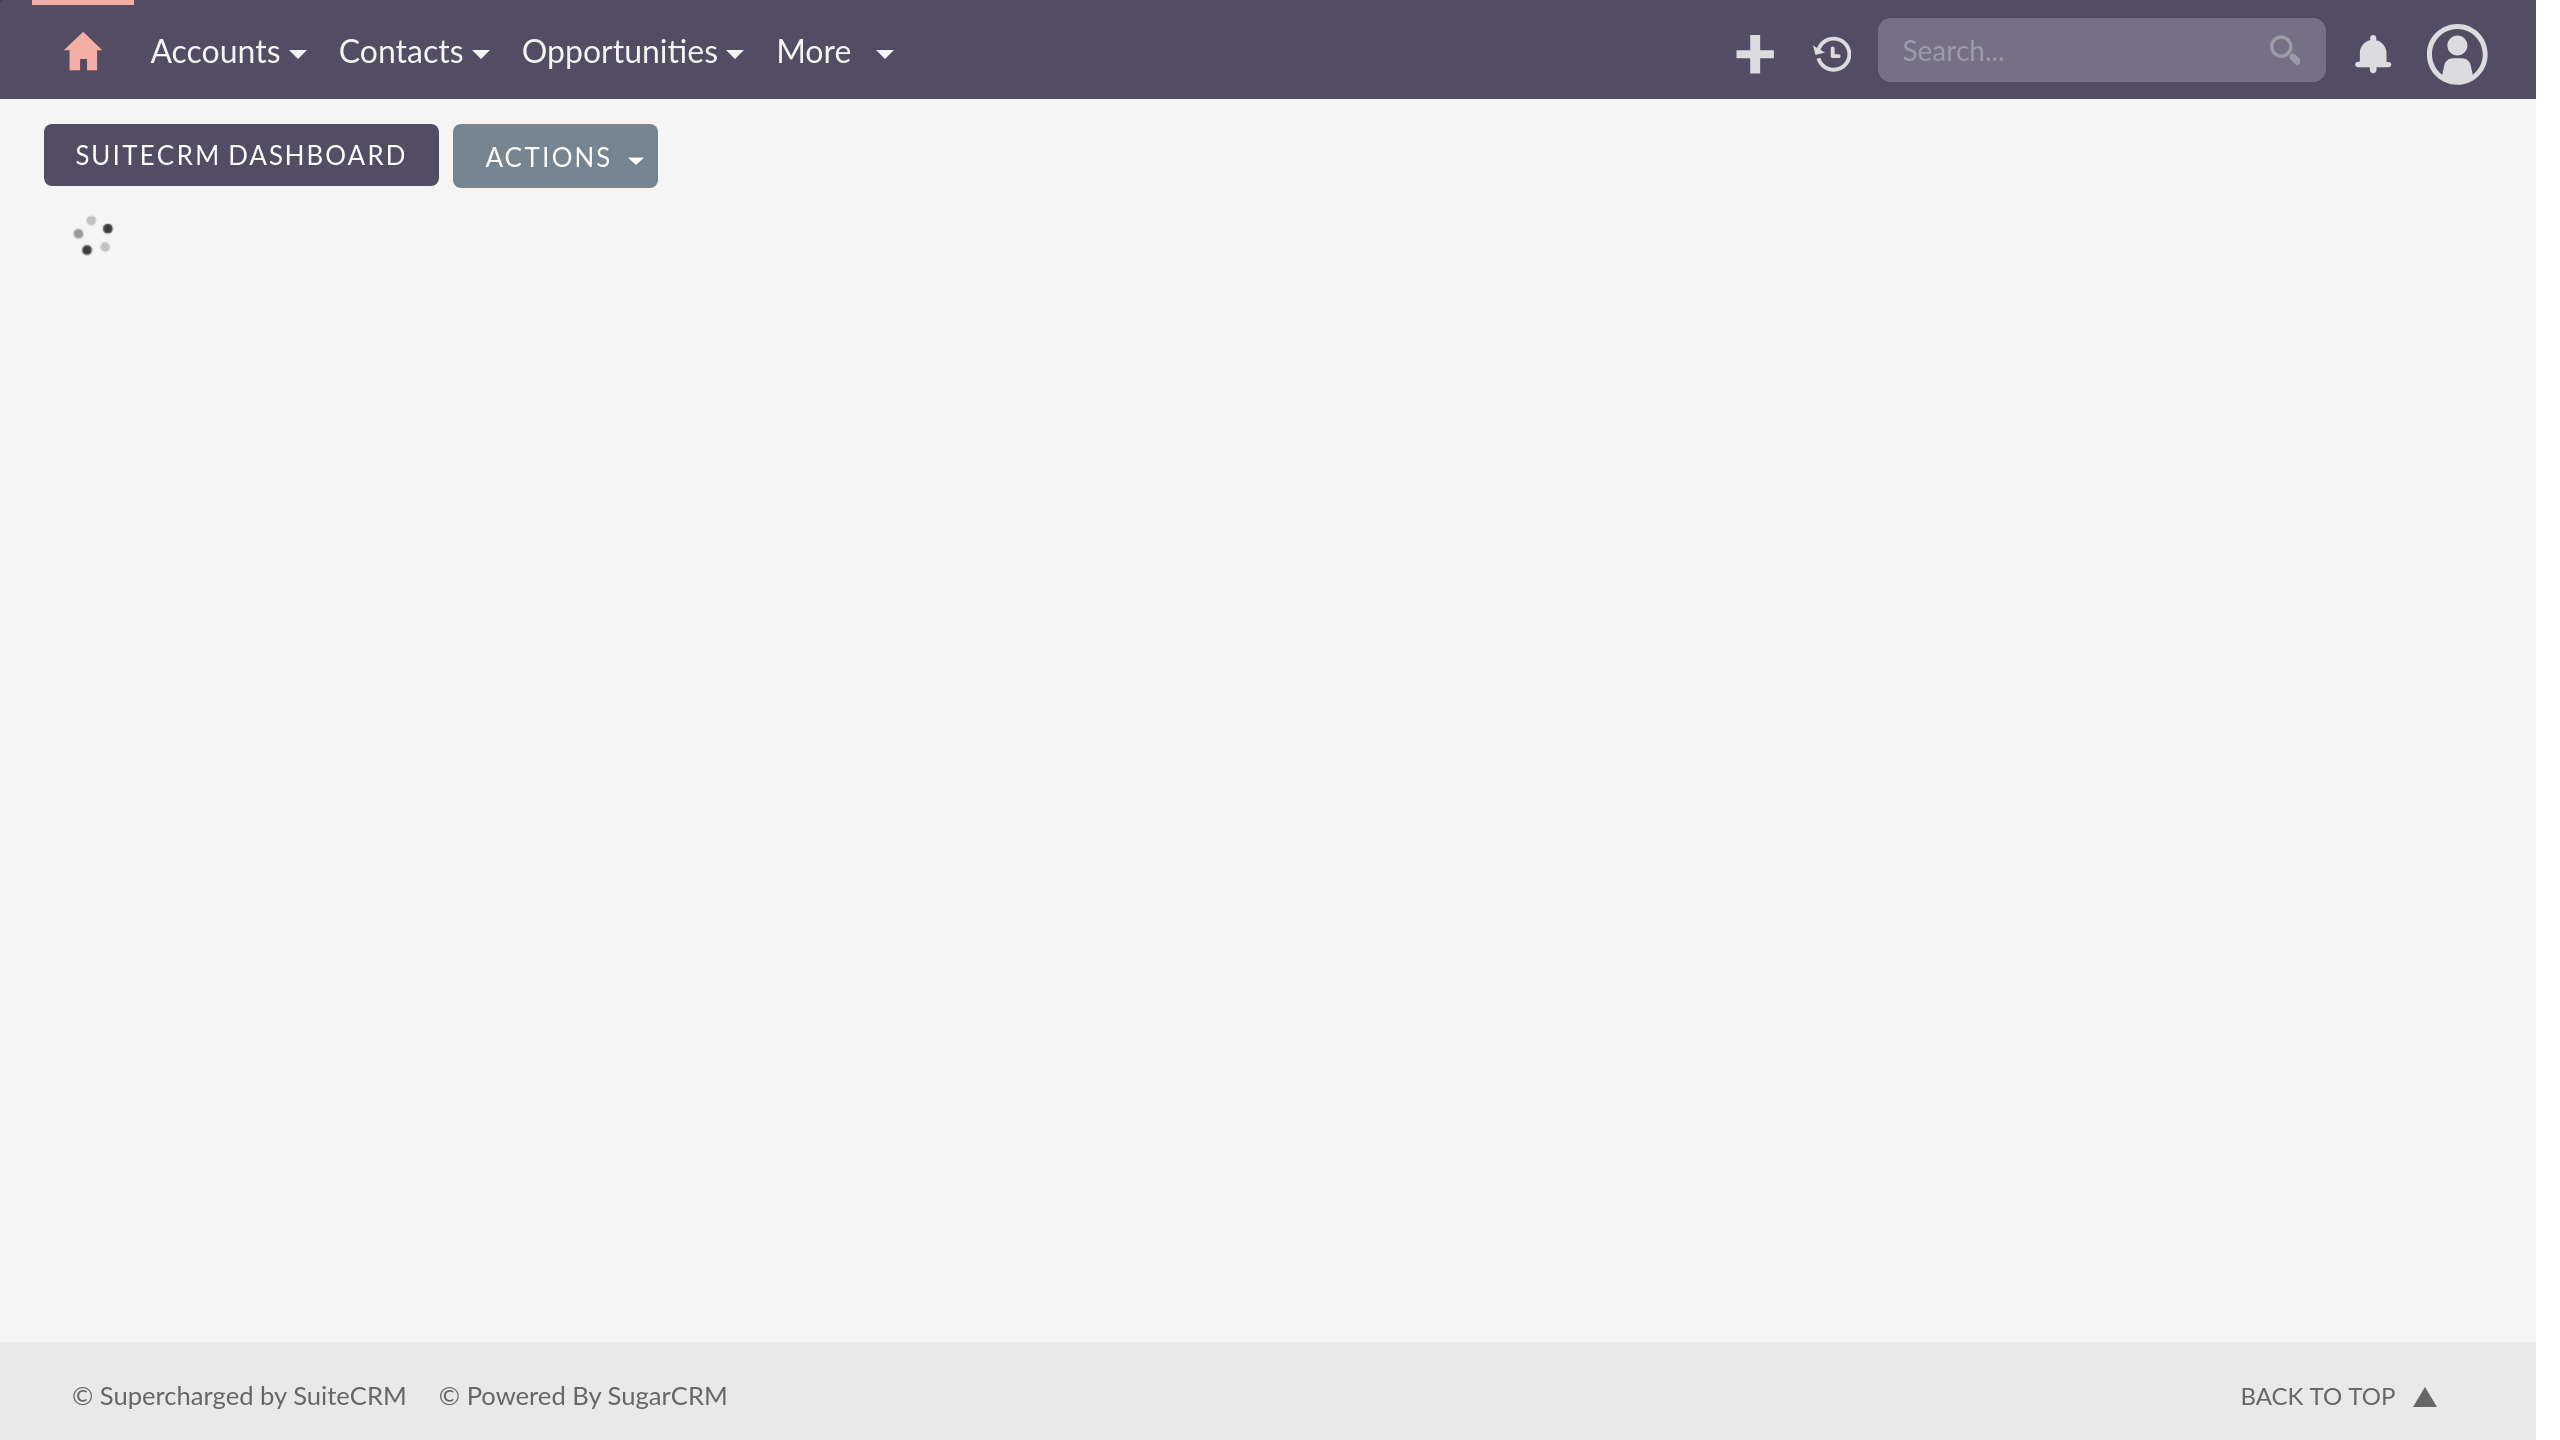 Accounts Contacts Opportunities More Search...
SUITECRM DASHBOARD ACTIONS
© Supercharged by SuiteCRM © Powered By SugarCRM BACK TO TOP